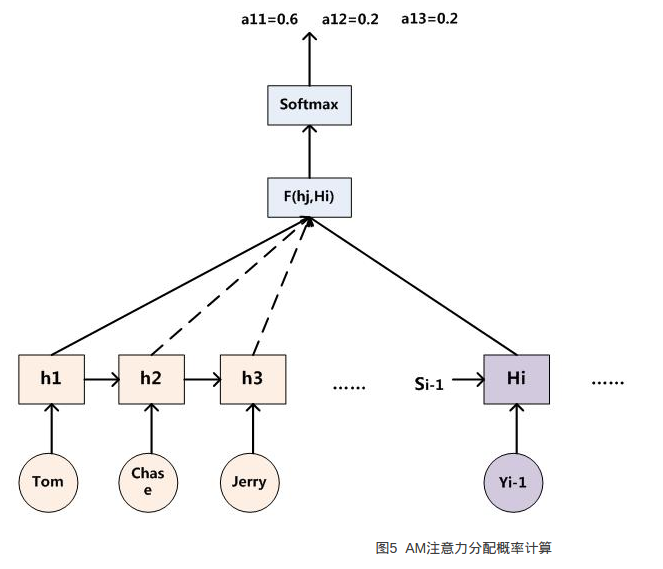 a11=0.6 a12=0.2 a13=0.2
Softmax
F(hj,Hi)
h1 h2 h3 …… Si-1 Hi ……
Tom Chas Jerry Yi-1
e
图5 AM注意力分配概率计算